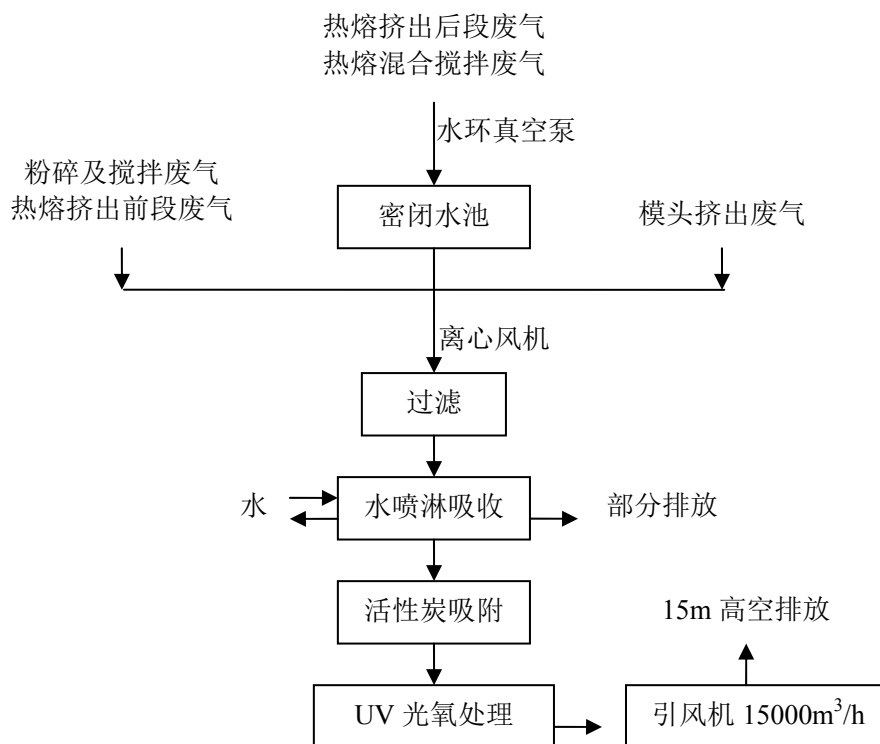 热熔挤出后段废气
热熔混合搅拌废气
水环真空泵
粉碎及搅拌废气
热熔挤出前段废气
密闭水池
模头挤出废气
离心风机
过滤
水
水喷淋吸收
部分排放
活性炭吸附
15m 高空排放
UV 光氧处理
引风机 15000m³/h